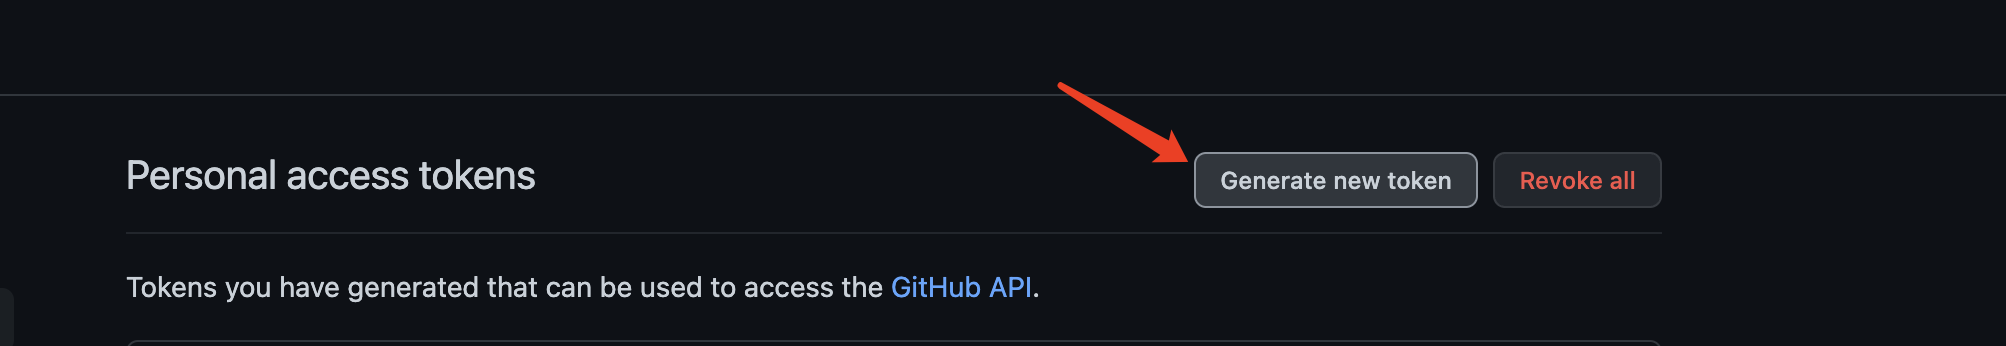 Personal access tokens
Generate new token
Revoke all
Tokens you have generated that can be used to access the GitHub API.